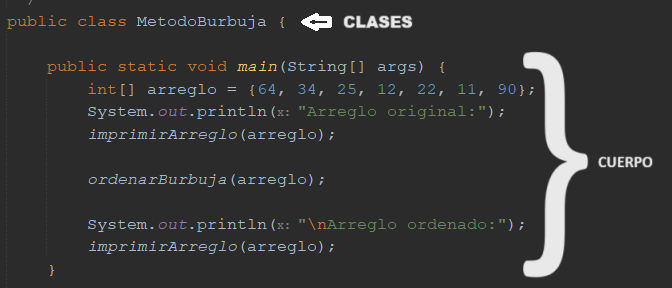 public class MetodoBurbuja { CLASES
public static void main(String[] args) {
int[] arreglo = {64, 34, 25, 12, 22, 11, 90};
System.out.println(x: "Arreglo original:");
imprimirArreglo(arreglo);
ordenarBurbuja(arreglo);
CUERPO
System.out.println(x: "\nArreglo ordenado:");
imprimirArreglo(arreglo);
}